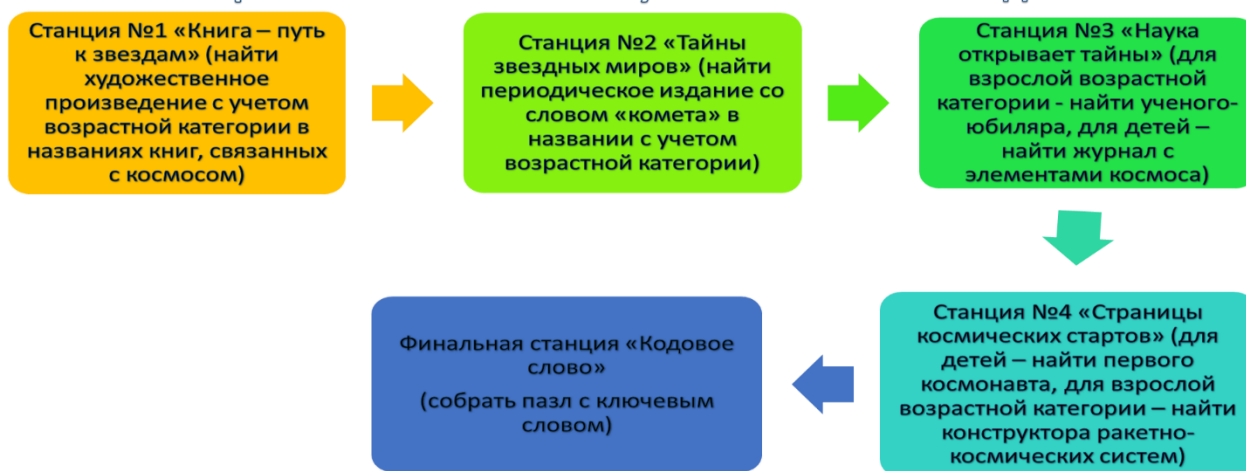 Станция №1 «Книга – путь
к звездам» (найти
художественное
произведение с учетом
возрастной категории в
названиях книг, связанных
с космосом)
Станция №2 «Тайны
звездных миров» (найти
периодическое издание со
словом «комета» в
названии с учетом
возрастной категории)
Станция №3 «Наука
открывает тайны» (для
взрослой возрастной
категории - найти ученого-
юбиляра, для детей –
найти журнал с
элементами космоса)
Станция №4 «Страницы
космических стартов» (для
детей – найти первого
космонавта, для взрослой
возрастной категории – найти
конструктора ракетно-
космических систем)
Финальная станция «Кодовое
слово»
(собрать пазл с ключевым
словом)